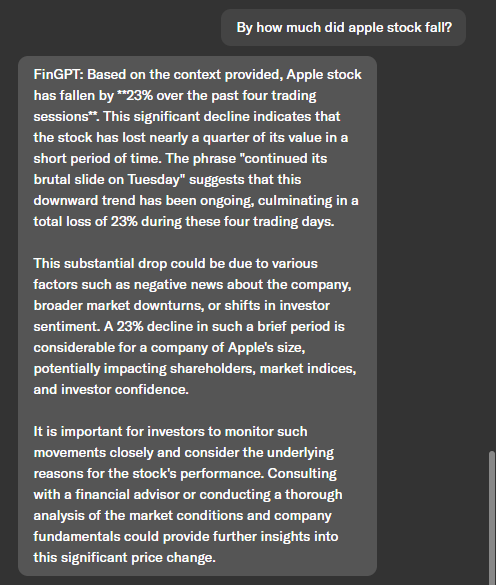 By how much did apple stock fall?
FinGPT: Based on the context provided, Apple stock
has fallen by **23% over the past four trading
sessions**. This significant decline indicates that
the stock has lost nearly a quarter of its value in a
short period of time. The phrase "continued its
brutal slide on Tuesday" suggests that this
downward trend has been ongoing, culminating in a
total loss of 23% during these four trading days.
This substantial drop could be due to various
factors such as negative news about the company,
broader market downturns, or shifts in investor
sentiment. A 23% decline in such a brief period is
considerable for a company of Apple's size,
potentially impacting shareholders, market indices,
and investor confidence.
It is important for investors to monitor such
movements closely and consider the underlying
reasons for the stock's performance. Consulting
with a financial advisor or conducting a thorough
analysis of the market conditions and company
fundamentals could provide further insights into
this significant price change.